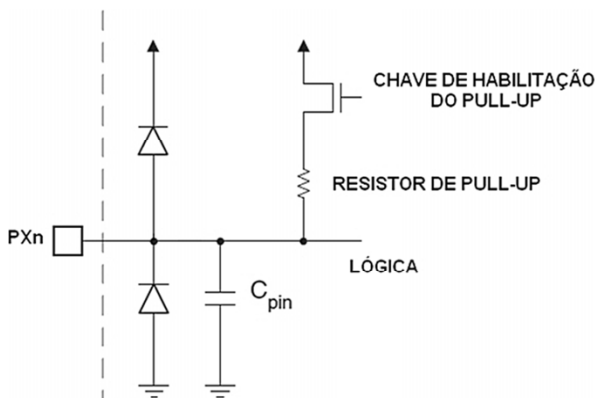 CHAVE DE HABILITAÇÃO
DO PULL-UP
RESISTOR DE PULL-UP
PXn
LÓGICA
Cpin